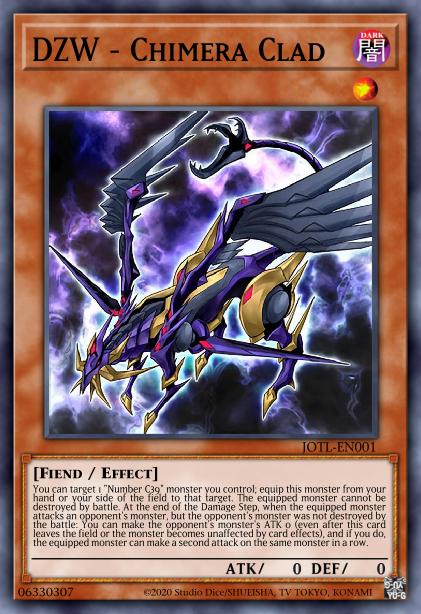 DZW - Chimera Clad
DARK
闇
JOTL-EN001
[Fiend / Effect]
You can target 1 "Number C39" monster you control; equip this monster from your
hand or your side of the field to that target. The equipped monster cannot be
destroyed by battle. At the end of the Damage Step, when the equipped monster
attacks an opponent's monster, but the opponent's monster was not destroyed by
the battle: You can make the opponent's monster's ATK 0 (even after this card
leaves the field or the monster becomes unaffected by card effects), and if you do,
the equipped monster can make a second attack on the same monster in a row.
ATK/ 0 DEF/ 0
06330307 ©2020 Studio Dice/SHUEISHA, TV TOKYO, KONAMI